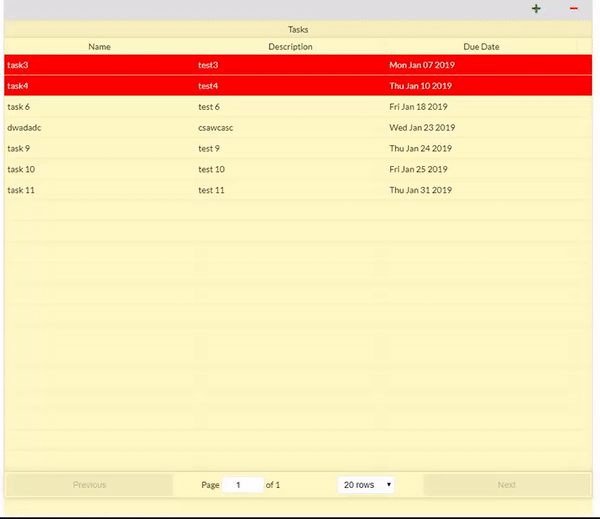 + −
Tasks
Name Description Due Date
task3 test3 Mon Jan 07 2019
task4 test4 Thu Jan 10 2019
task 6 test 6 Fri Jan 18 2019
dwadadc csawcasc Wed Jan 23 2019
task 9 test 9 Thu Jan 24 2019
task 10 test 10 Fri Jan 25 2019
task 11 test 11 Thu Jan 31 2019
Previous Page 1 of 1 20 rows Next